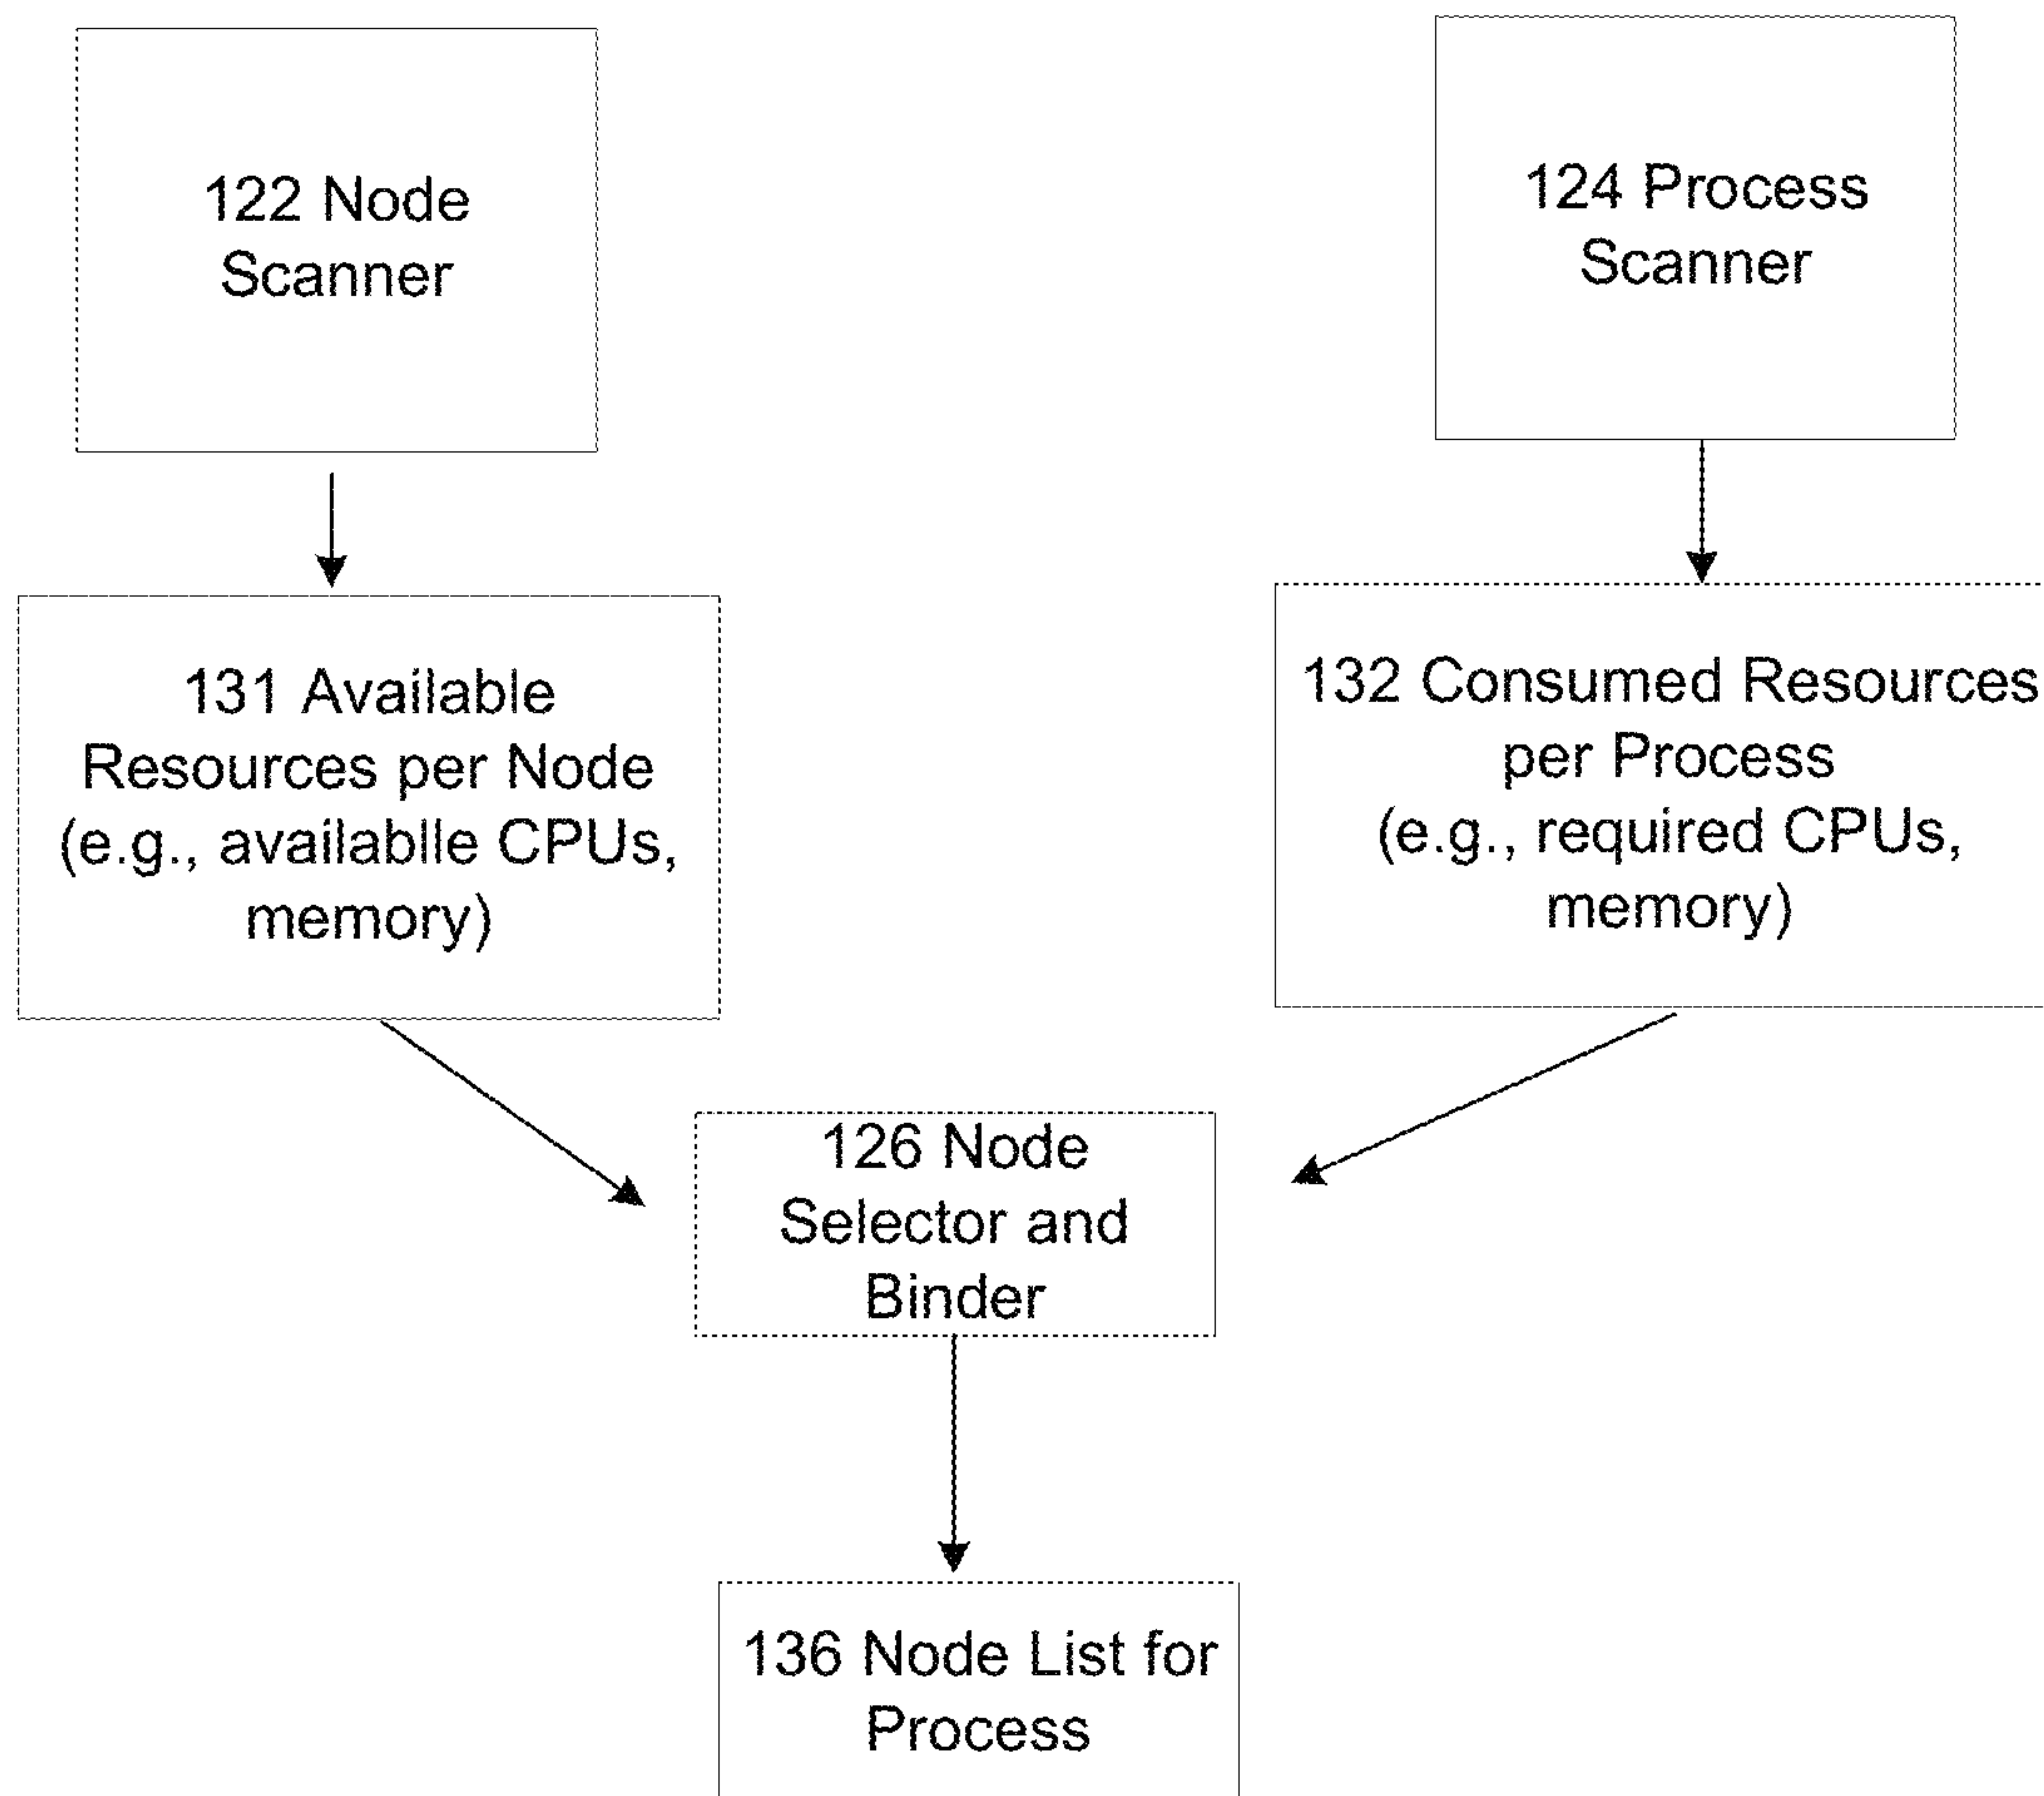 122 Node
Scanner
124 Process
Scanner
131 Available
Resources per Node
(e.g., availablle CPUs,
memory)
132 Consumed Resources
per Process
(e.g., required CPUs,
memory)
126 Node
Selector and
Binder
136 Node List for
Process